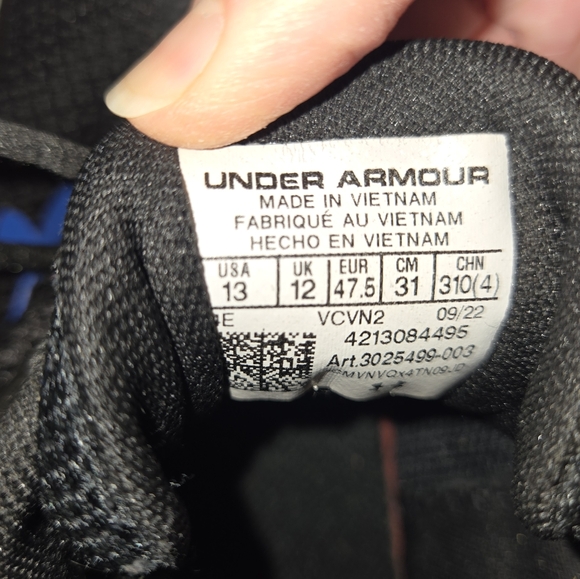 UNDER ARMOUR
MADE IN VIETNAM
FABRIQUÉ AU VIETNAM
HECHO EN VIETNAM
USA UK EUR CM CHN
13 12 47.5 31 310(4)
VCVN2 09/22
4213084495
Art.3025499-003